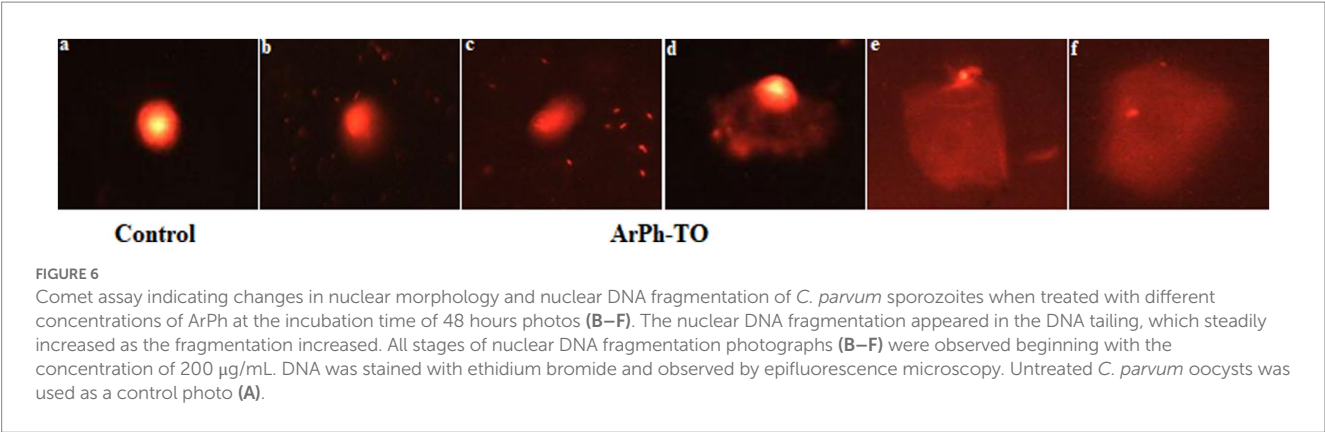 a b c d e f
Control ArPh-TO
FIGURE 6
Comet assay indicating changes in nuclear morphology and nuclear DNA fragmentation of C. parvum sporozoites when treated with different
concentrations of ArPh at the incubation time of 48 hours photos (B–F). The nuclear DNA fragmentation appeared in the DNA tailing, which steadily
increased as the fragmentation increased. All stages of nuclear DNA fragmentation photographs (B–F) were observed beginning with the
concentration of 200 μg/mL. DNA was stained with ethidium bromide and observed by epifluorescence microscopy. Untreated C. parvum oocysts was
used as a control photo (A).